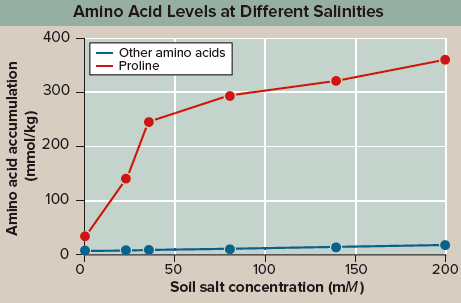 Amino Acid Levels at Different Salinities
400
300
200
100
0
Other amino acids
Proline
Amino acid accumulation
(mmol/kg)
0 50 100 150 200
Soil salt concentration (mM)